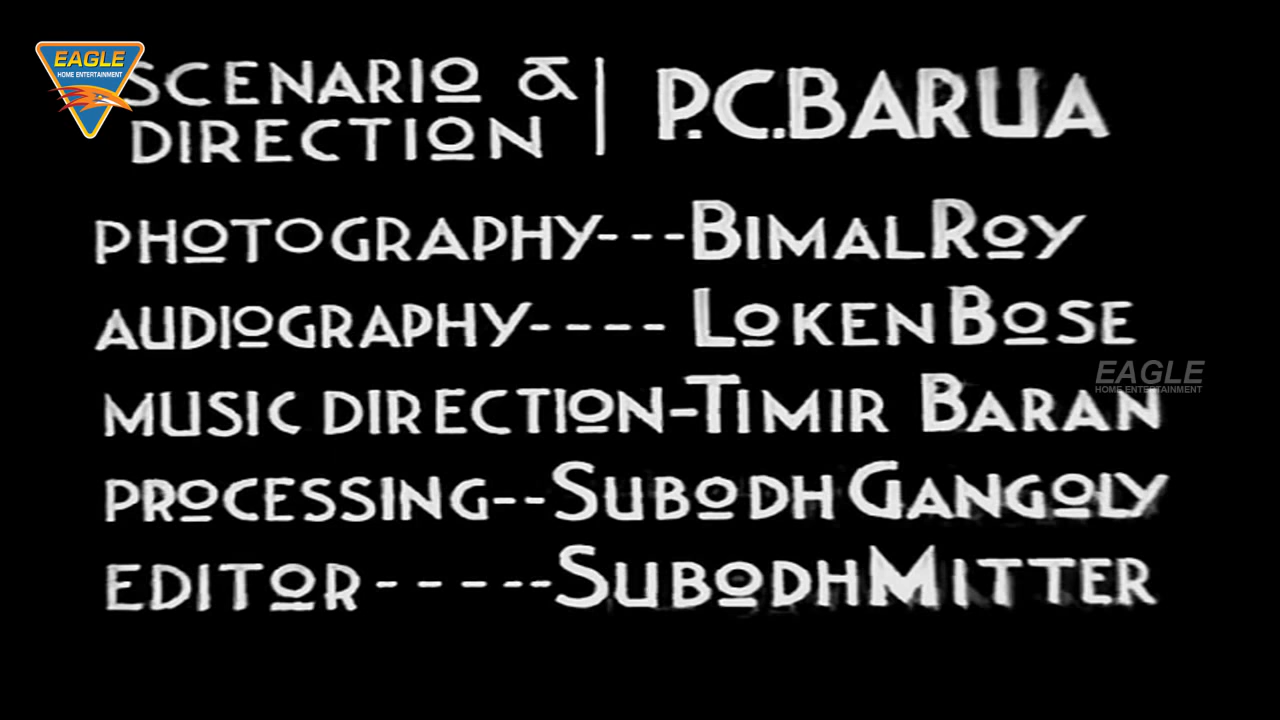 EAGLE
HOME ENTERTAINMENT
SCENARIO &
DIRECTION | P.C.BARUA
PHOTOGRAPHY---BIMAL ROY
AUDIOGRAPHY---- LOKEN BOSE
EAGLE
HOME ENTERTAINMENT
MUSIC DIRECTION-TIMIR BARAN
PROCESSING--SUBODH GANGOLY
EDITOR-----SUBODH MITTER